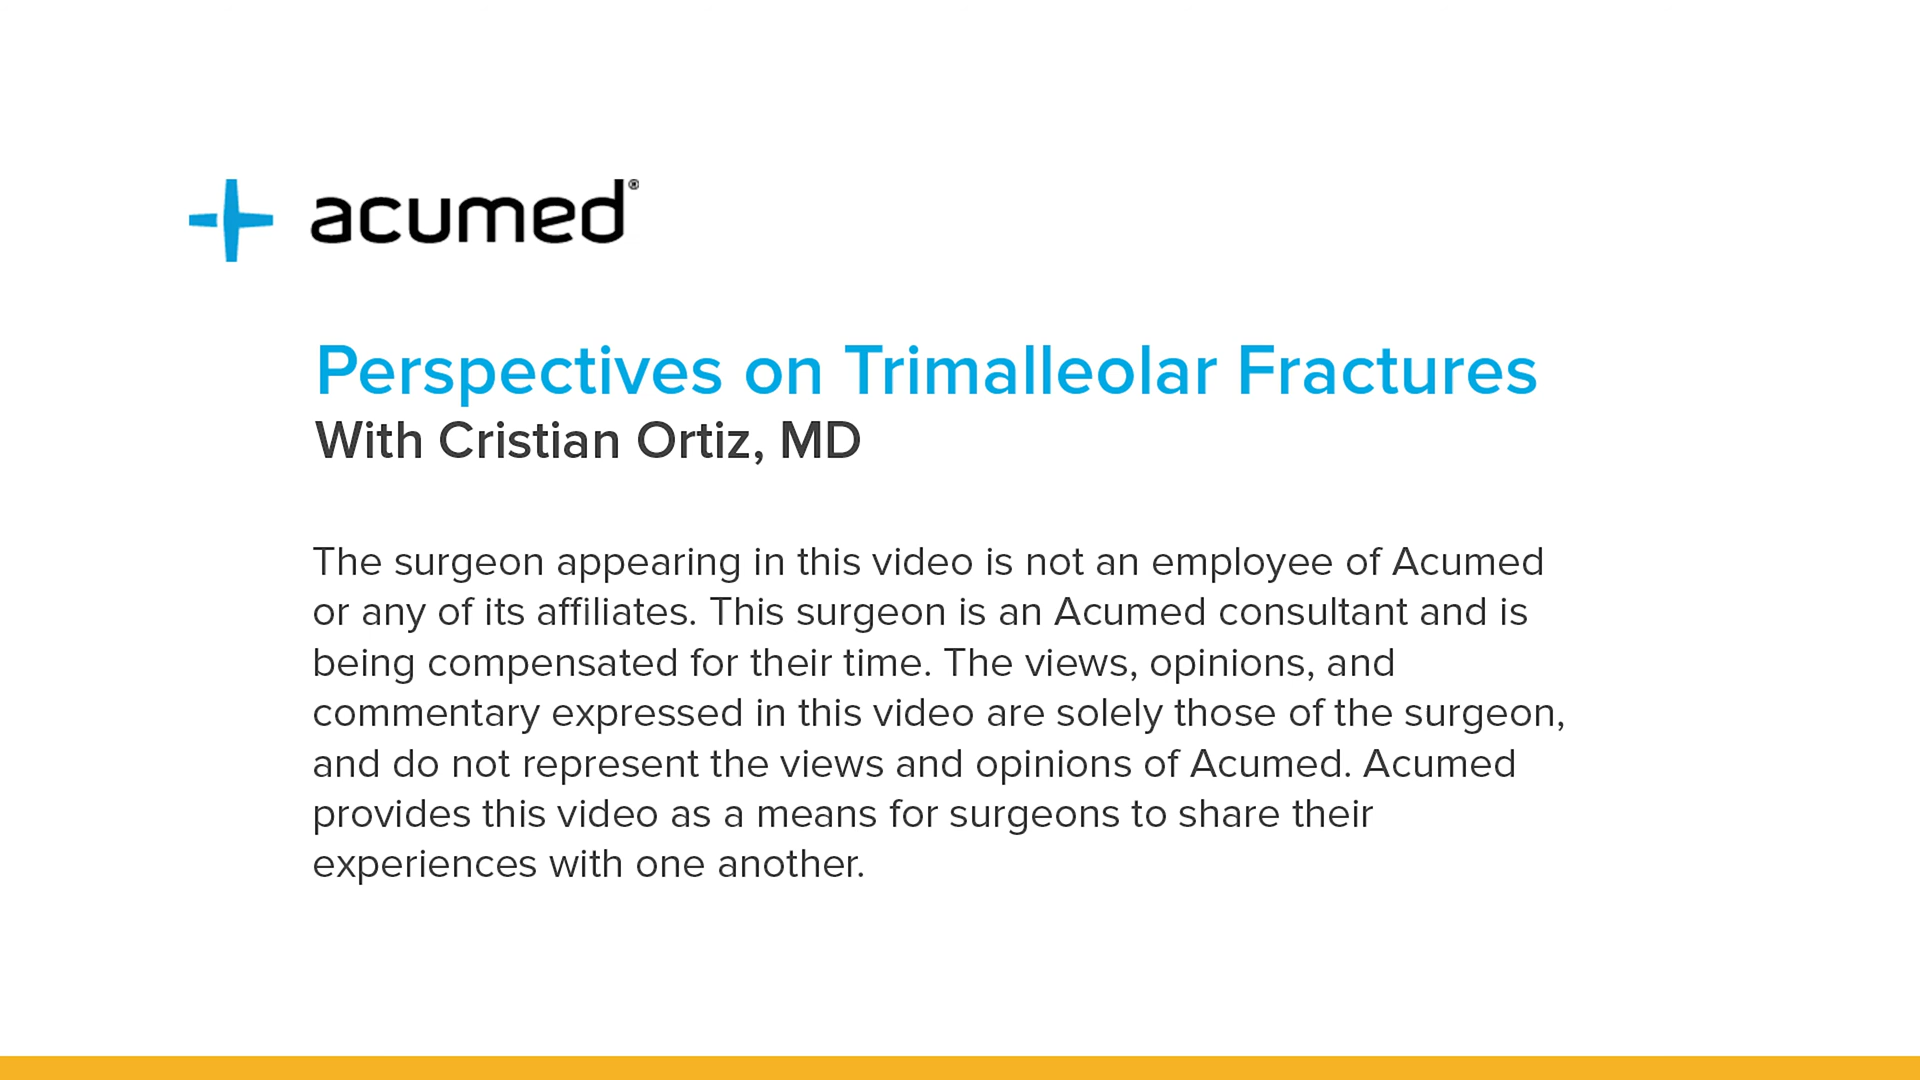 acumed®
Perspectives on Trimalleolar Fractures
With Cristian Ortiz, MD
The surgeon appearing in this video is not an employee of Acumed
or any of its affiliates. This surgeon is an Acumed consultant and is
being compensated for their time. The views, opinions, and
commentary expressed in this video are solely those of the surgeon,
and do not represent the views and opinions of Acumed. Acumed
provides this video as a means for surgeons to share their
experiences with one another.